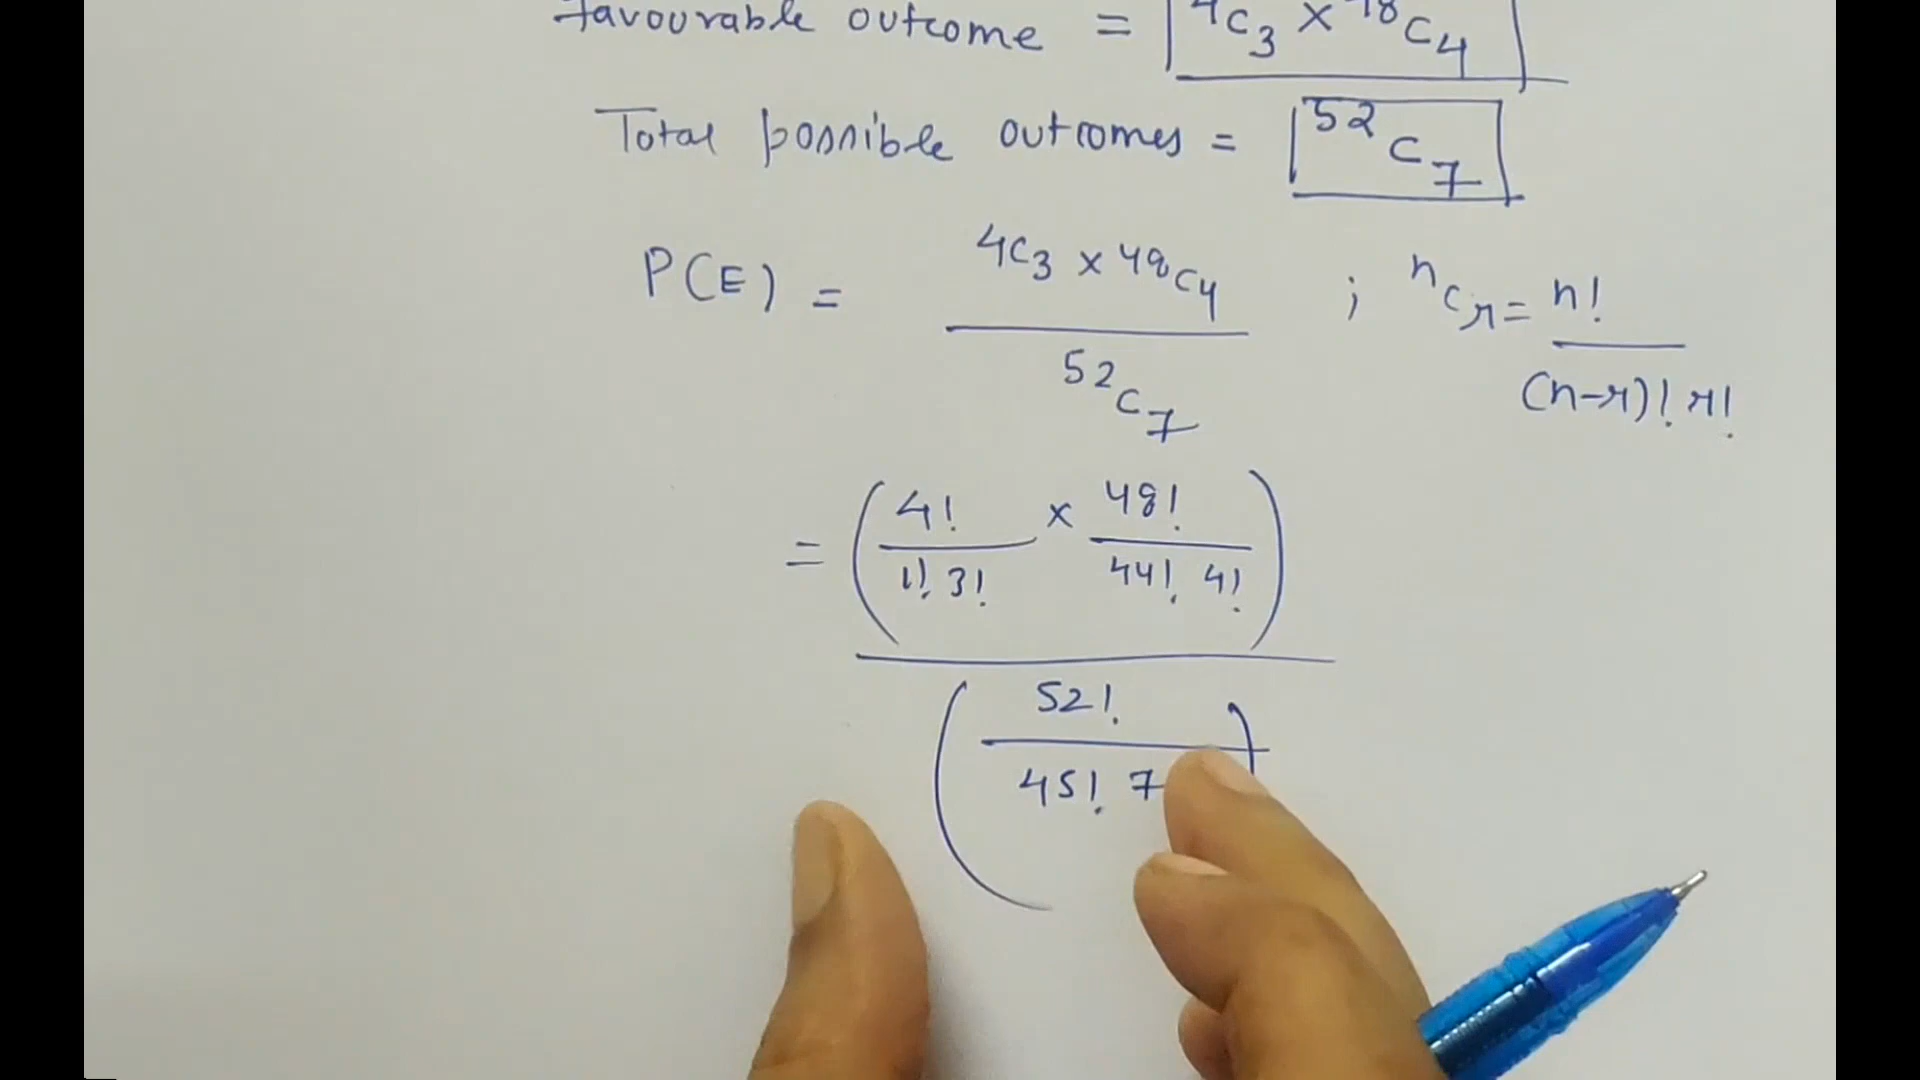 favourable outcome = ⁴C₃ × ⁴⁸C₄
Total possible outcomes = ⁵²C₇
P(E) = 4C₃ × ⁴⁸C₄ / ⁵²C₇ ; ⁿCᵣ = n! / (n-r)! r!
= (4! / 1! 3! × 48! / 44! 4!)
(52! / 45! 7